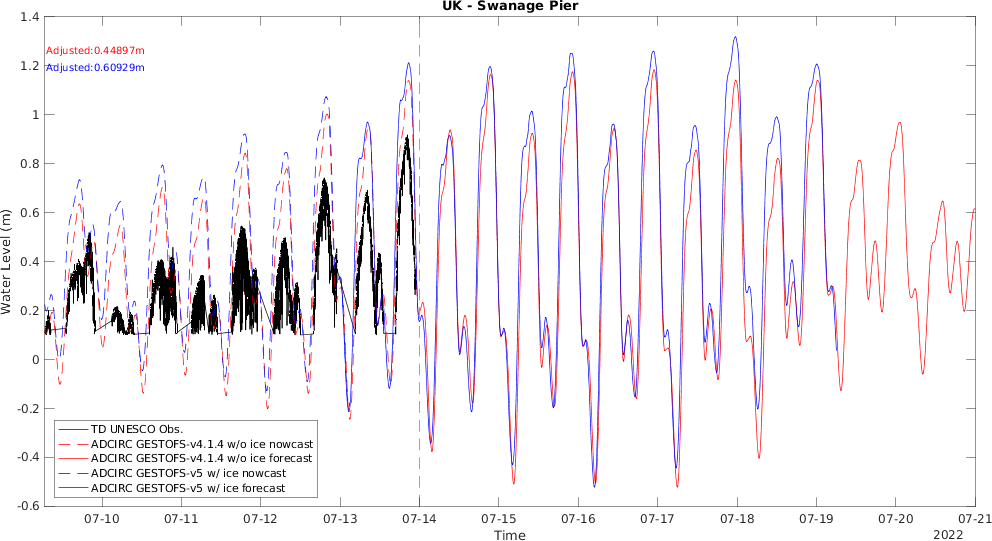 UK - Swanage Pier
1.4
1.2
1
0.8
0.6
0.4
0.2
0
-0.2
-0.4
-0.6
Water Level (m)
Adjusted:0.44897m
Adjusted:0.60929m
TD UNESCO Obs.
ADCIRC GESTOFS-v4.1.4 w/o ice nowcast
ADCIRC GESTOFS-v4.1.4 w/o ice forecast
ADCIRC GESTOFS-v5 w/ ice nowcast
ADCIRC GESTOFS-v5 w/ ice forecast
07-10 07-11 07-12 07-13 07-14 07-15 07-16 07-17 07-18 07-19 07-20 07-21
Time
2022